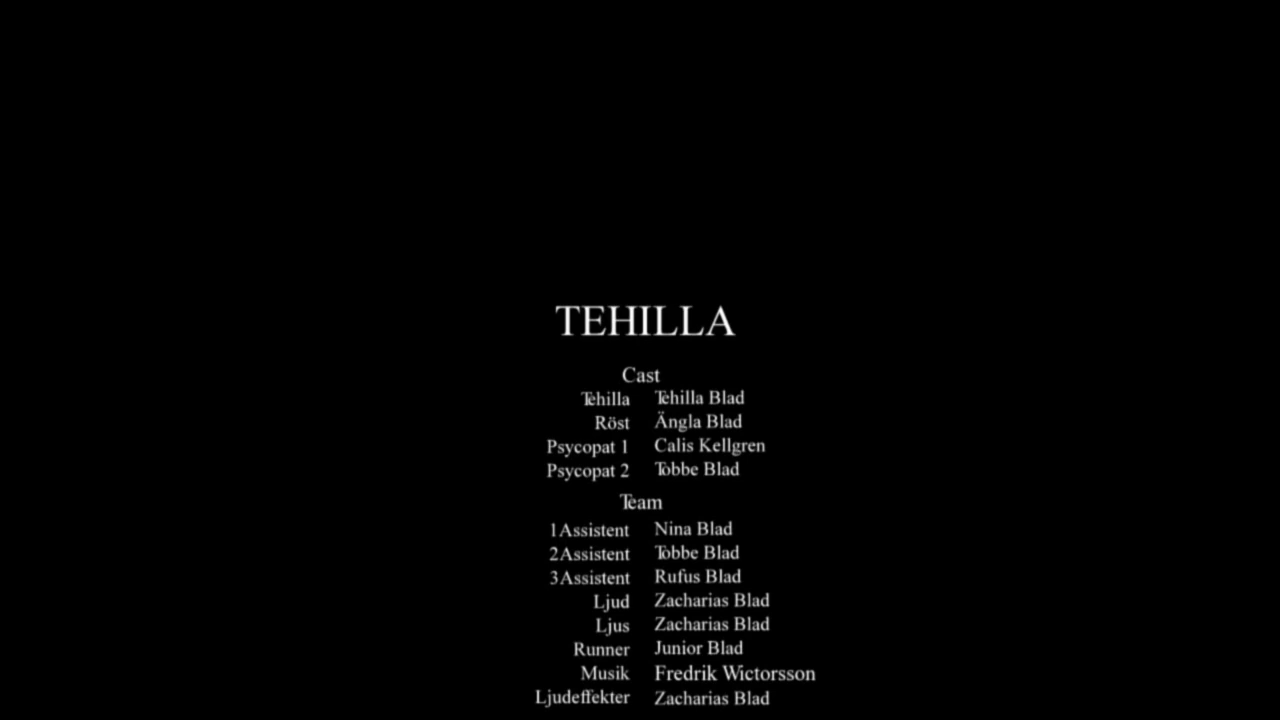 TEHILLA
Cast
Tehilla Tehilla Blad
Röst Ängla Blad
Psycopat 1 Calis Kellgren
Psycopat 2 Tobbe Blad
Team
1Assistent Nina Blad
2Assistent Tobbe Blad
3Assistent Rufus Blad
Ljud Zacharias Blad
Ljus Zacharias Blad
Runner Junior Blad
Musik Fredrik Wictorsson
Ljudeffekter Zacharias Blad